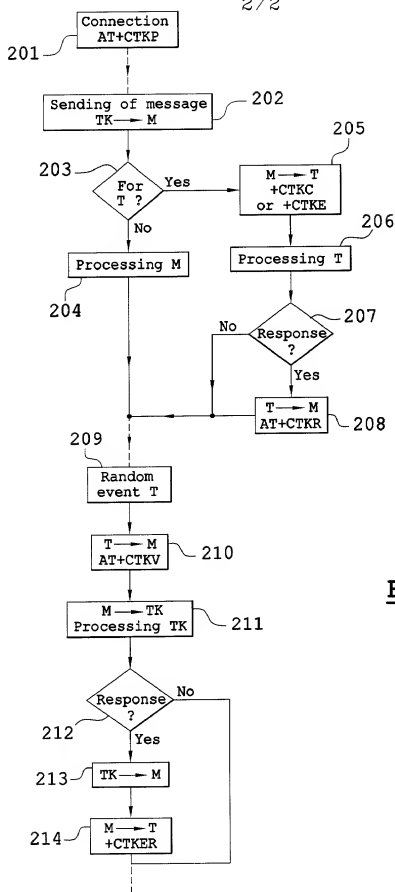 2/2
Connection
AT+CTKP
201
Sending of message
TK → M
202
203
For
T ?
Yes
No
205
M → T
+CTKC
or +CTKE
206
Processing M
204
Processing T
207
No
Response
?
Yes
T → M
AT+CTKR
208
209
Random
event T
T → M
AT+CTKV
210
M → TK
Processing TK
211
Response
?
No
212
Yes
213
TK → M
214
M → T
+CTKER